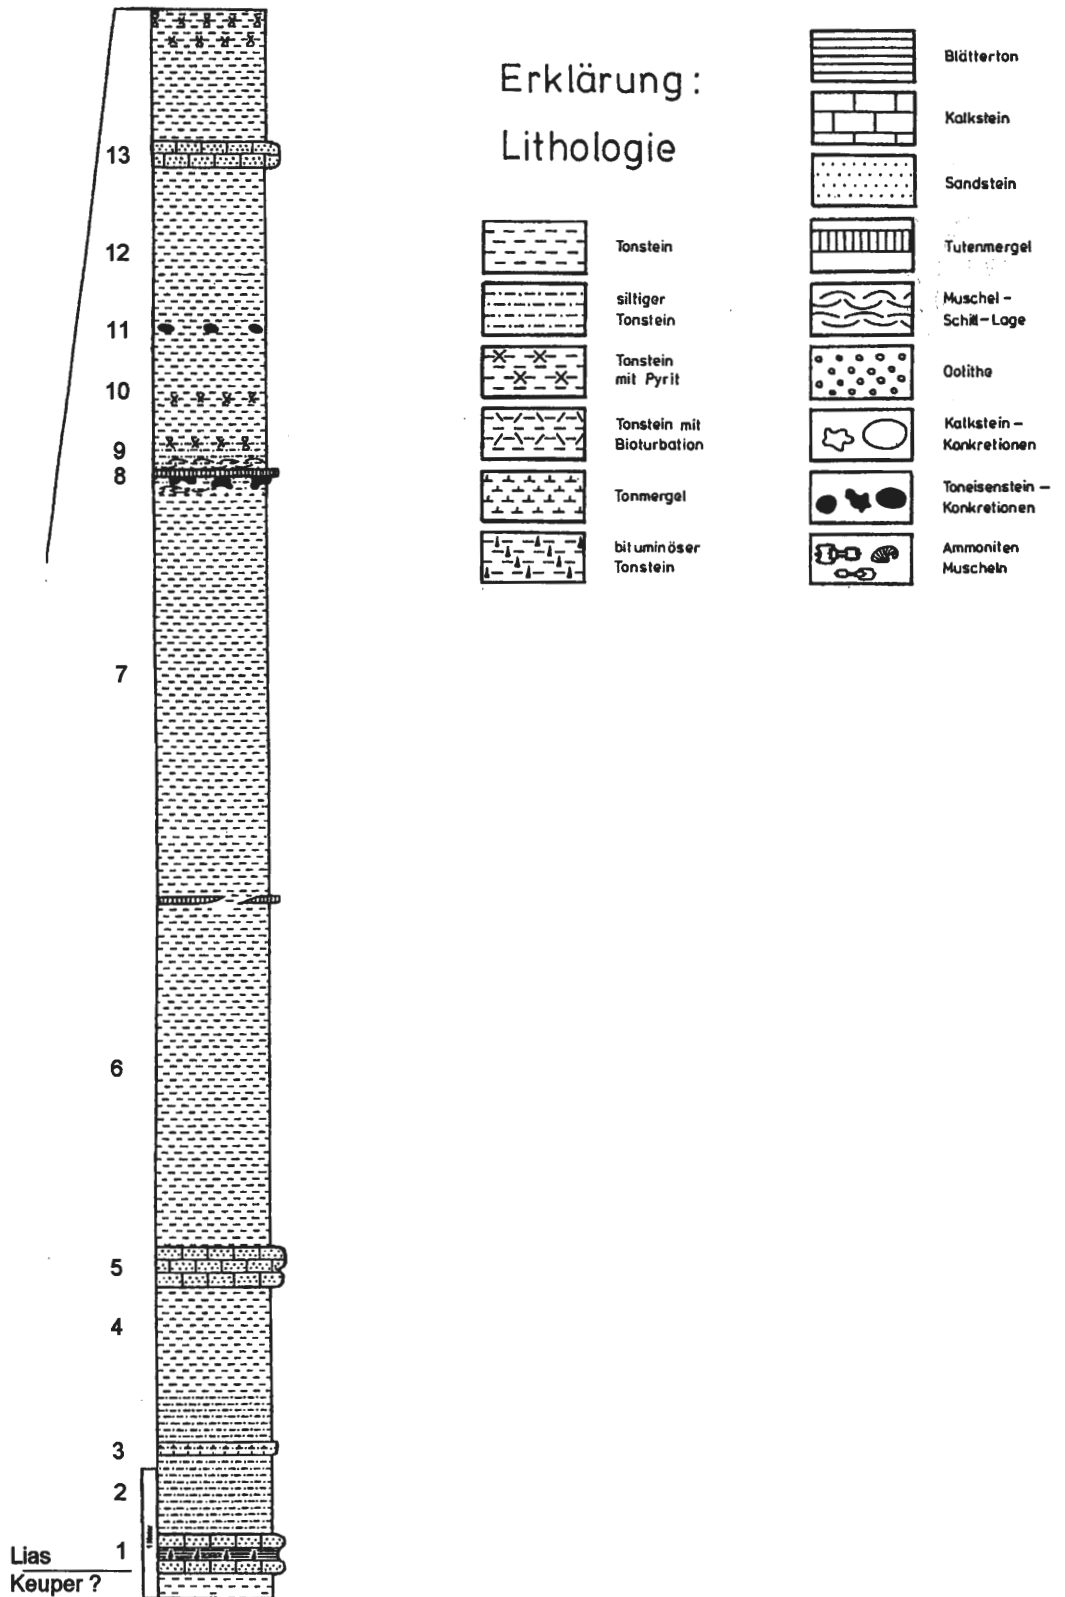 Erklärung:
Lithologie
Tonstein
siltiger
Tonstein
Tonstein
mit Pyrit
Tonstein mit
Bioturbation
Tonmergel
bituminöser
Tonstein
Blätterton
Kalkstein
Sandstein
Tutenmergel
Muschel-
Schill-Lage
Oolithe
Kalkstein-
Konkretionen
Toneisenstein-
Konkretionen
Ammoniten
Muscheln
13
12
11
10
9
8
7
6
5
4
3
2
1
Lias
Keuper ?